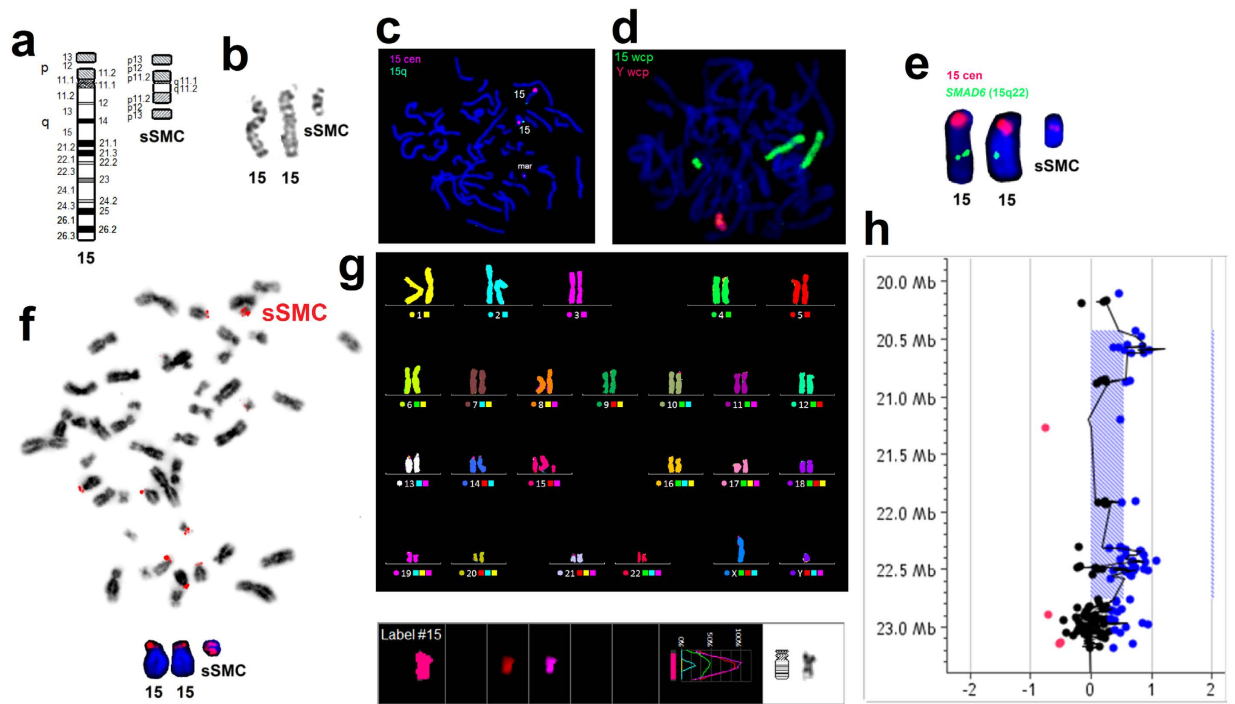 a
p
q
13
12
11.1
11.2
13
15
21.2
22.1
22.3
24.1
24.3
26.1
26.3
11.2
11.1
12
14
21.1
21.3
22.2
23
24.2
25
26.2
15
p13
p12
p11.2
p11.2
p12
p13
q11.1
q11.2
sSMC
b
15 15
sSMC
c
15 cen
15q
15
15
mar
d
15 wcp
Y wcp
e
15 cen
SMAD6 (15q22)
15 15
sSMC
f
sSMC
15 15
sSMC
g
1 2 3 4 5
6 7 8 9 10 11 12
13 14 15 16 17 18
19 20 21 22 X Y
Label #15
0% 50% 100%
h
20.0 Mb
20.5 Mb
21.0 Mb
21.5 Mb
22.0 Mb
22.5 Mb
23.0 Mb
-2 -1 0 1 2